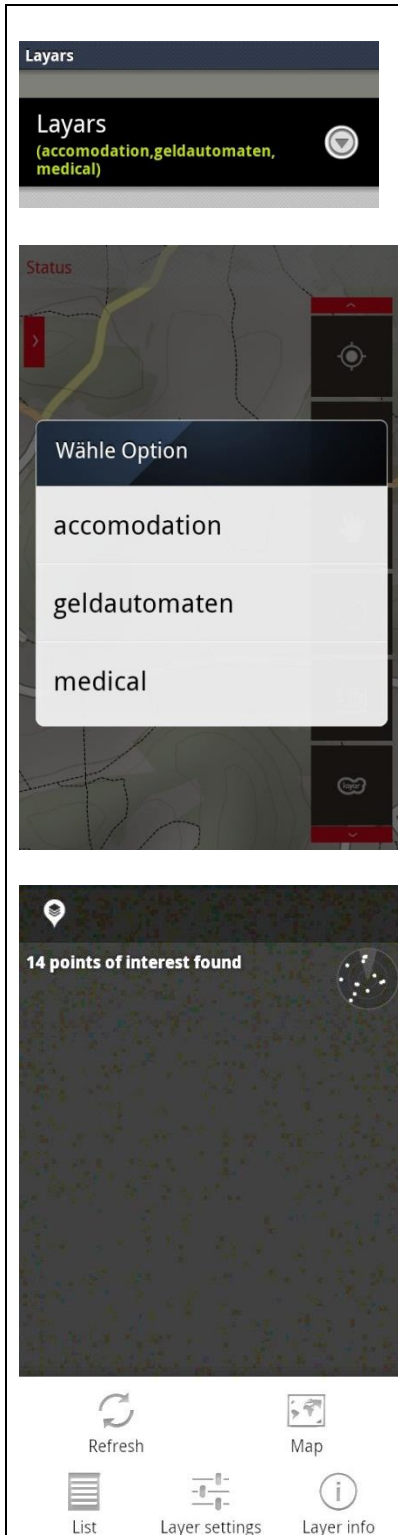 Layars
Layars
(accomodation,geldautomaten,
medical)
Status
Wähle Option
accomodation
geldautomaten
medical
layar
14 points of interest found
Refresh
Map
List
Layer settings
Layer info